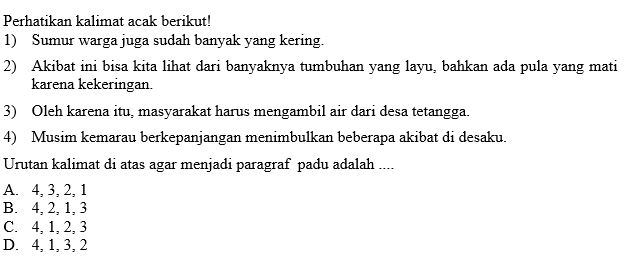 Perhatikan kalimat acak berikut!
1) Sumur warga juga sudah banyak yang kering.
2) Akibat ini bisa kita lihat dari banyaknya tumbuhan yang layu, bahkan ada pula yang mati
karena kekeringan.
3) Oleh karena itu, masyarakat harus mengambil air dari desa tetangga.
4) Musim kemarau berkepanjangan menimbulkan beberapa akibat di desaku.
Urutan kalimat di atas agar menjadi paragraf padu adalah ....
A. 4, 3, 2, 1
B. 4, 2, 1, 3
C. 4, 1, 2, 3
D. 4, 1, 3, 2